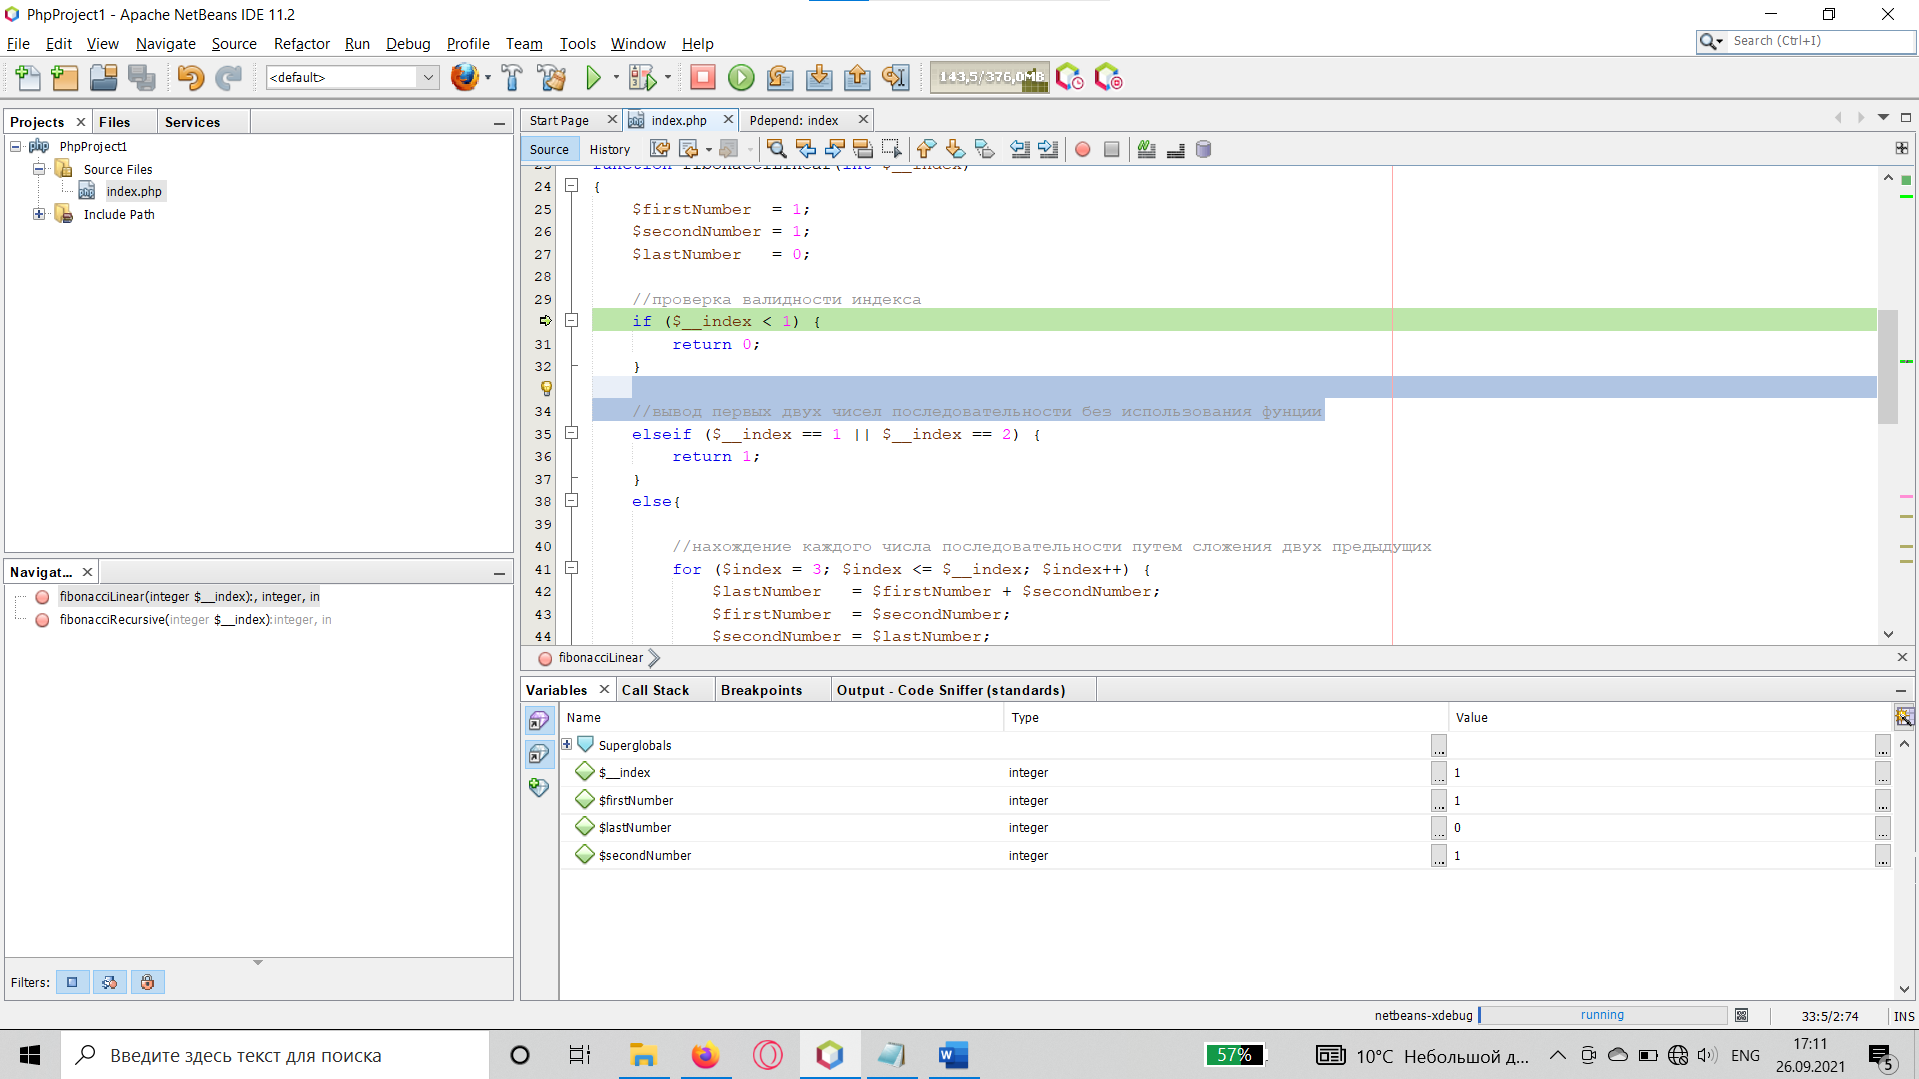 PhpProject1 - Apache NetBeans IDE 11.2
File Edit View Navigate Source Refactor Run Debug Profile Team Tools Window Help
Search (Ctrl+I)
<default>
143,5/376,0MB
Projects Files Services
PhpProject1
Source Files
index.php
Include Path
Start Page index.php Pdepend: index
Source History
23 function fibonacciLinear(int $__index)
24 {
25 $firstNumber = 1;
26 $secondNumber = 1;
27 $lastNumber = 0;
28
29 //проверка валидности индекса
if ($__index < 1) {
31 return 0;
32 }
34 //вывод первых двух чисел последовательности без использования фунции
35 elseif ($__index == 1 || $__index == 2) {
36 return 1;
37 }
38 else{
39
40 //нахождение каждого числа последовательности путем сложения двух предыдущих
41 for ($index = 3; $index <= $__index; $index++) {
42 $lastNumber = $firstNumber + $secondNumber;
43 $firstNumber = $secondNumber;
44 $secondNumber = $lastNumber;
fibonacciLinear
Navigat...
fibonacciLinear(integer $__index):, integer, in
fibonacciRecursive(integer $__index):integer, in
Filters:
Variables Call Stack Breakpoints Output - Code Sniffer (standards)
Name Type Value
Superglobals ... ...
$__index integer ... 1 ...
$firstNumber integer ... 1 ...
$lastNumber integer ... 0 ...
$secondNumber integer ... 1 ...
netbeans-xdebug running 33:5/2:74 INS
Введите здесь текст для поиска
57%
10°C Небольшой д...
ENG
17:11
26.09.2021
5